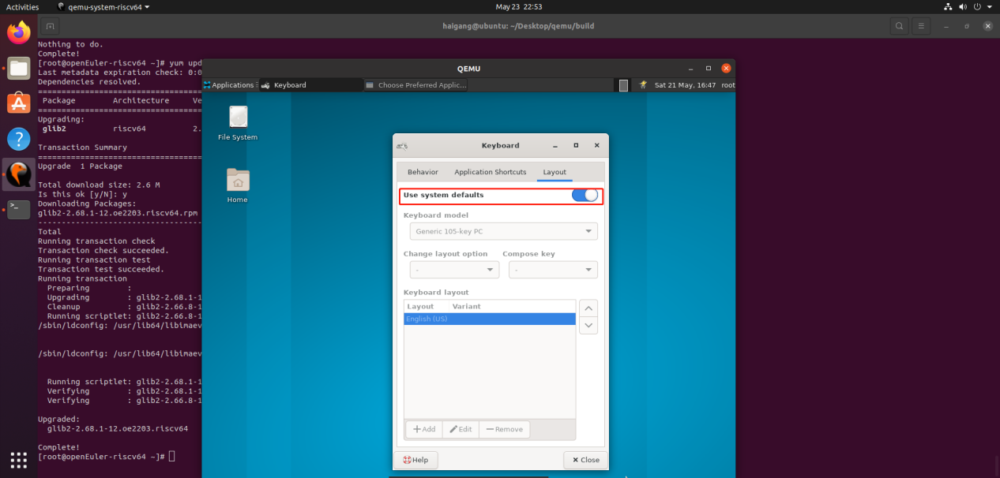 Activities
qemu-system-riscv64
May 23 22:53
haigang@ubuntu: ~/Desktop/qemu/build
Nothing to do.
Complete!
[root@openEuler-riscv64 ~]# yum upd
Last metadata expiration check: 0:0
Dependencies resolved.
================================
Package Architecture Ve
================================
Upgrading:
glib2 riscv64 2.
Transaction Summary
================================
Upgrade 1 Package
Total download size: 2.6 M
Is this ok [y/N]: y
Downloading Packages:
glib2-2.68.1-12.oe2203.riscv64.rpm
--------------------------------
Total
Running transaction check
Transaction check succeeded.
Running transaction test
Transaction test succeeded.
Running transaction
Preparing :
Upgrading : glib2-2.68.1-1
Cleanup : glib2-2.66.8-1
Running scriptlet: glib2-2.66.8-1
/sbin/ldconfig: /usr/lib64/libimaev
/sbin/ldconfig: /usr/lib64/libimaev
Running scriptlet: glib2-2.68.1-1
Verifying : glib2-2.68.1-1
Verifying : glib2-2.66.8-1
Upgraded:
glib2-2.68.1-12.oe2203.riscv64
Complete!
[root@openEuler-riscv64 ~]#
QEMU
Applications
Keyboard
Choose Preferred Applic...
Sat 21 May, 16:47 root
File System
Home
Keyboard
Behavior Application Shortcuts Layout
Use system defaults
Keyboard model
Generic 105-key PC
Change layout option Compose key
- -
Keyboard layout
Layout Variant
English (US)
Add Edit Remove
Help Close